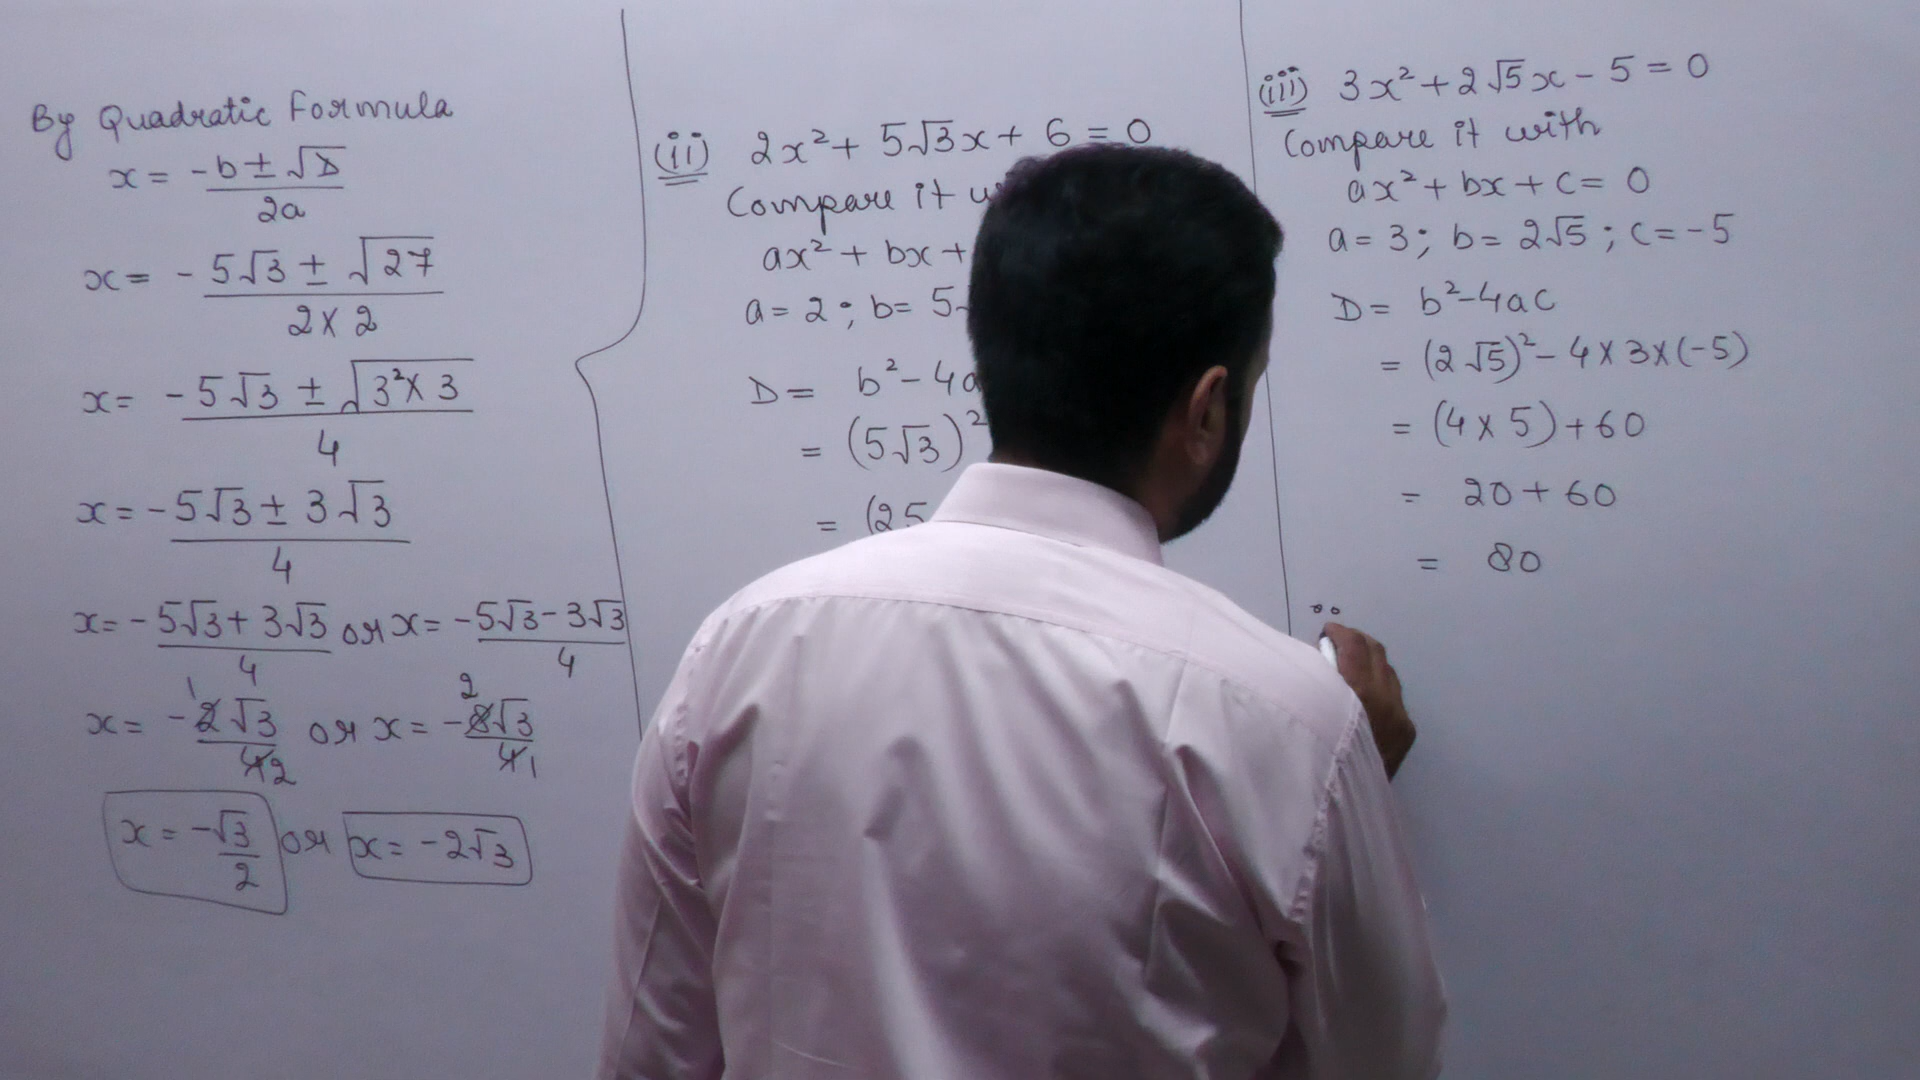 By Quadratic Formula
x = -b ± √D / 2a
x = -5√3 ± √27 / 2 × 2
x = -5√3 ± √3² × 3 / 4
x = -5√3 ± 3√3 / 4
x = -5√3 + 3√3 / 4 or x = -5√3 - 3√3 / 4
x = -2√3 / 4 1 2 or x = -8√3 / 4 2 1
x = -√3 / 2 or x = -2√3
(ii) 2x² + 5√3x + 6 = 0
Compare it
ax² + bx +
a = 2 ; b = 5
D = b² - 4a
= (5√3)²
= (25
(iii) 3x² + 2√5x - 5 = 0
Compare it with
ax² + bx + c = 0
a = 3 ; b = 2√5 ; c = -5
D = b² - 4ac
= (2√5)² - 4 × 3 × (-5)
= (4 × 5) + 60
= 20 + 60
= 80